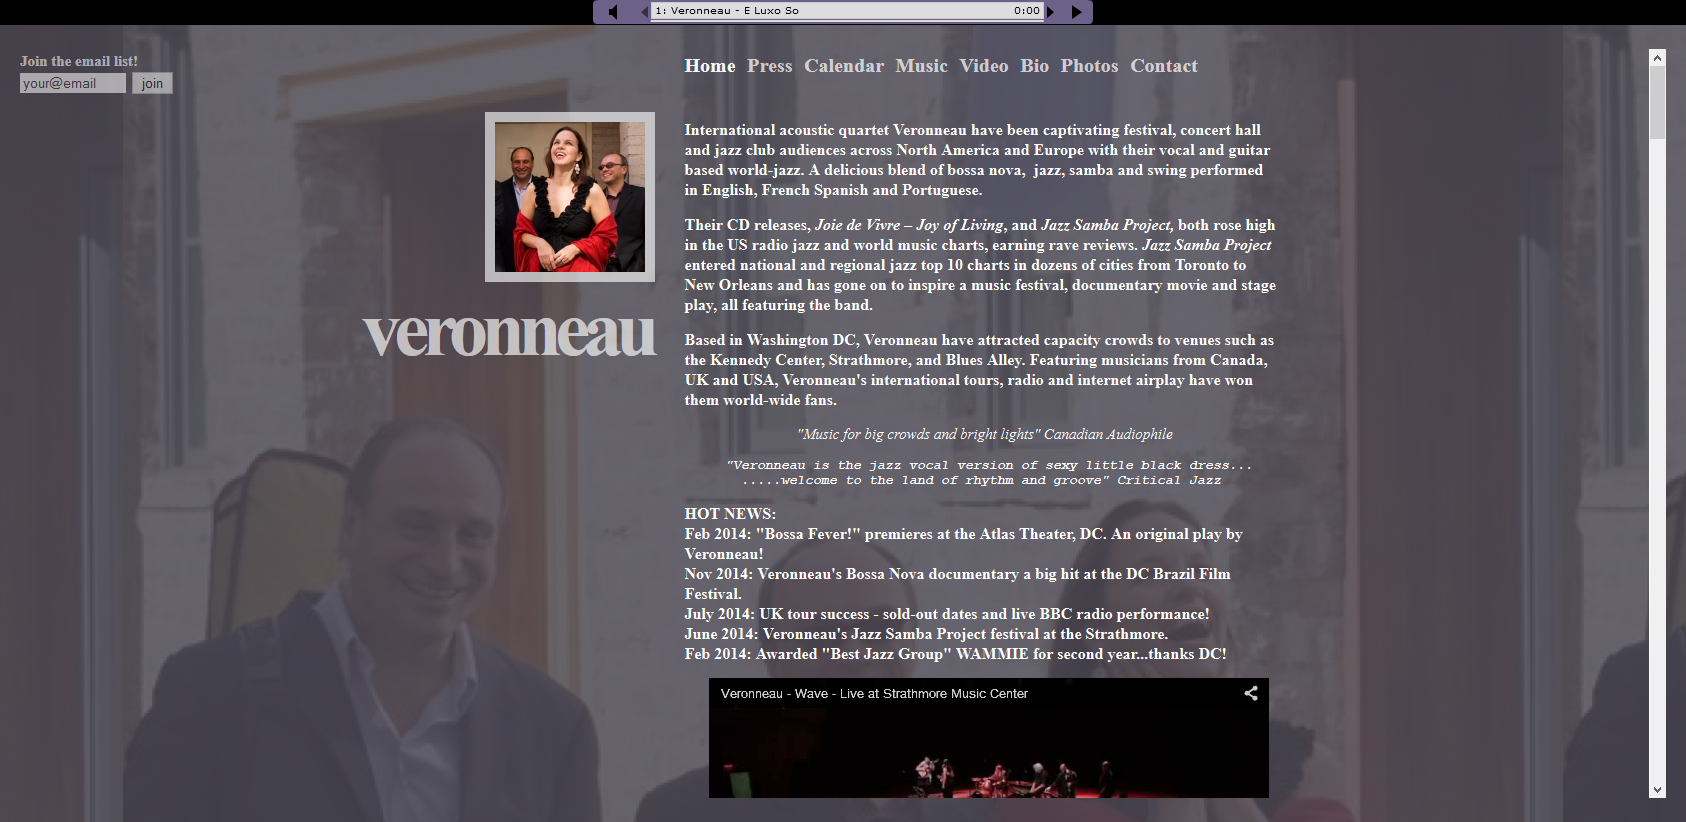 1: Veronneau - E Luxo So 0:00
Join the email list!
your@email join
Home Press Calendar Music Video Bio Photos Contact
veronneau
International acoustic quartet Veronneau have been captivating festival, concert hall
and jazz club audiences across North America and Europe with their vocal and guitar
based world-jazz. A delicious blend of bossa nova, jazz, samba and swing performed
in English, French Spanish and Portuguese.
Their CD releases, Joie de Vivre – Joy of Living, and Jazz Samba Project, both rose high
in the US radio jazz and world music charts, earning rave reviews. Jazz Samba Project
entered national and regional jazz top 10 charts in dozens of cities from Toronto to
New Orleans and has gone on to inspire a music festival, documentary movie and stage
play, all featuring the band.
Based in Washington DC, Veronneau have attracted capacity crowds to venues such as
the Kennedy Center, Strathmore, and Blues Alley. Featuring musicians from Canada,
UK and USA, Veronneau's international tours, radio and internet airplay have won
them world-wide fans.
"Music for big crowds and bright lights" Canadian Audiophile
"Veronneau is the jazz vocal version of sexy little black dress...
.....welcome to the land of rhythm and groove" Critical Jazz
HOT NEWS:
Feb 2014: "Bossa Fever!" premieres at the Atlas Theater, DC. An original play by
Veronneau!
Nov 2014: Veronneau's Bossa Nova documentary a big hit at the DC Brazil Film
Festival.
July 2014: UK tour success - sold-out dates and live BBC radio performance!
June 2014: Veronneau's Jazz Samba Project festival at the Strathmore.
Feb 2014: Awarded "Best Jazz Group" WAMMIE for second year...thanks DC!
Veronneau - Wave - Live at Strathmore Music Center